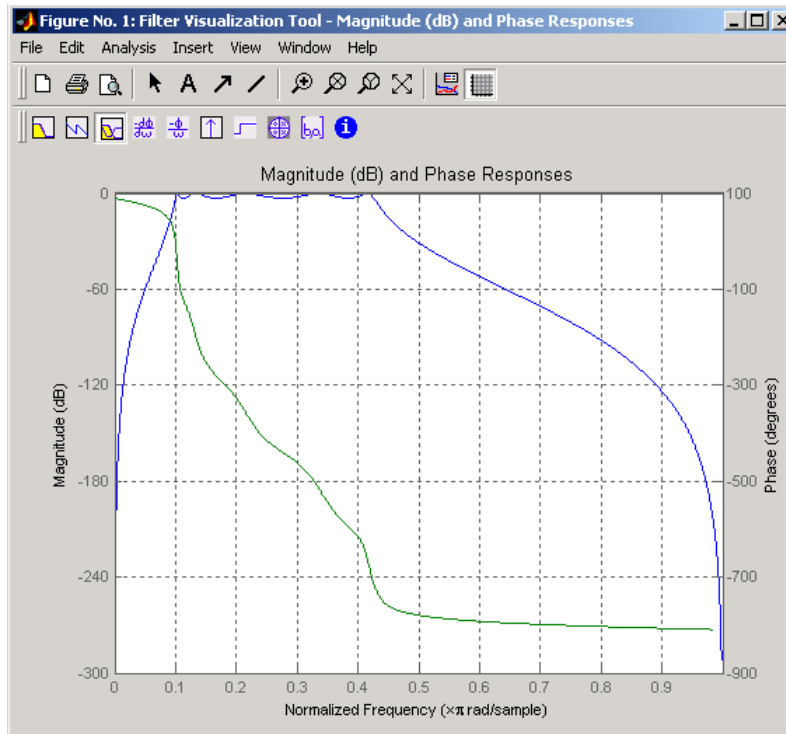 Figure No. 1: Filter Visualization Tool - Magnitude (dB) and Phase Responses
File Edit Analysis Insert View Window Help
A
[b,a]
i
Magnitude (dB) and Phase Responses
0
-60
-120
-180
-240
-300
Magnitude (dB)
100
-100
-300
-500
-700
-900
Phase (degrees)
0 0.1 0.2 0.3 0.4 0.5 0.6 0.7 0.8 0.9
Normalized Frequency (×π rad/sample)